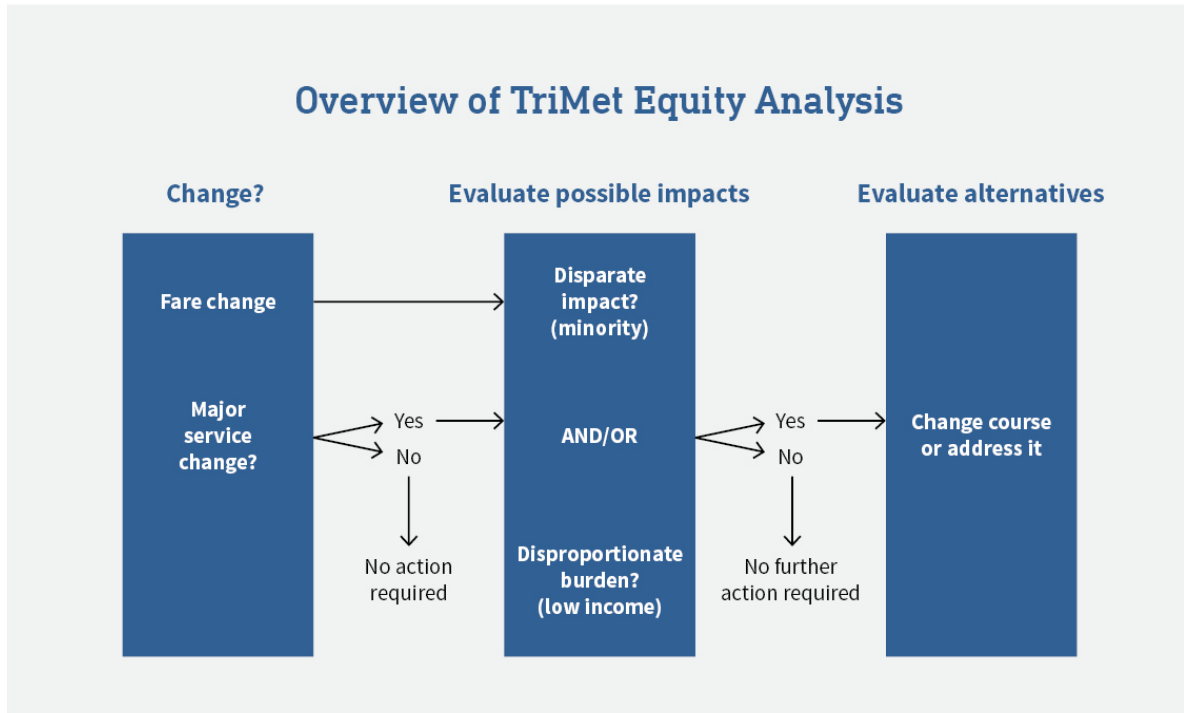 Overview of TriMet Equity Analysis
Change?
Fare change
Major
service
change?
Yes
No
No action
required
Evaluate possible impacts
Disparate
impact?
(minority)
AND/OR
Disproportionate
burden?
(low income)
Yes
No
No further
action required
Evaluate alternatives
Change course
or address it